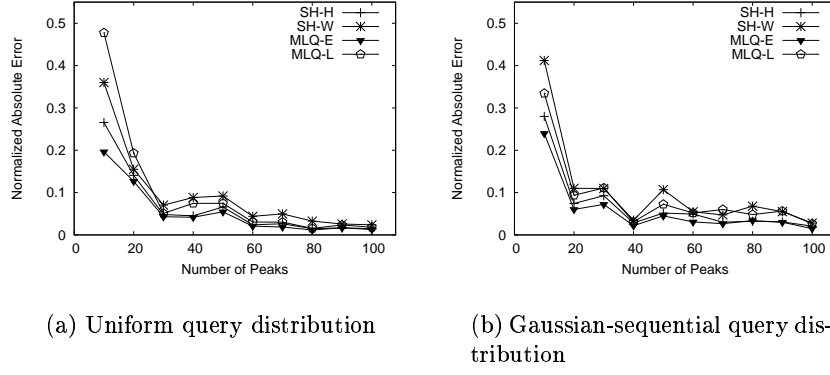 Normalized Absolute Error
0.5
0.4
0.3
0.2
0.1
0
0 20 40 60 80 100
Number of Peaks
SH-H
SH-W
MLQ-E
MLQ-L
(a) Uniform query distribution
Normalized Absolute Error
0.5
0.4
0.3
0.2
0.1
0
0 20 40 60 80 100
Number of Peaks
SH-H
SH-W
MLQ-E
MLQ-L
(b) Gaussian-sequential query dis-
tribution